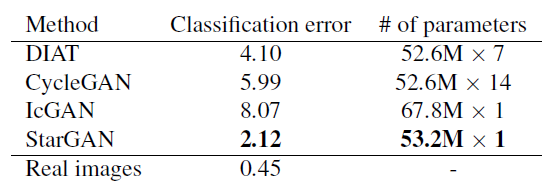 Method Classification error # of parameters
DIAT 4.10 52.6M × 7
CycleGAN 5.99 52.6M × 14
IcGAN 8.07 67.8M × 1
StarGAN 2.12 53.2M × 1
Real images 0.45 -